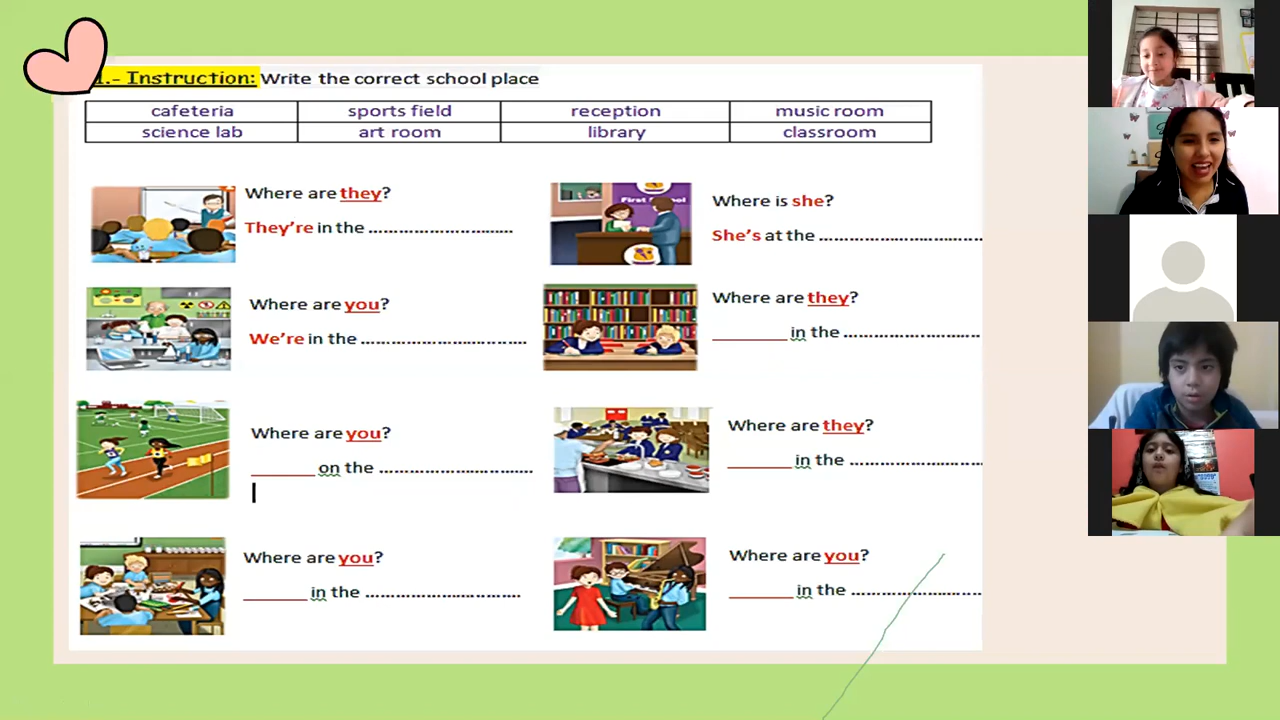 1.- Instruction: Write the correct school place
cafeteria sports field reception music room
science lab art room library classroom
Where are they?
They're in the ................................
Where is she?
She's at the ................................
Where are you?
We're in the ................................
Where are they?
________ in the ................................
Where are you?
_______ on the ................................
Where are they?
_______ in the ................................
Where are you?
_______ in the ................................
Where are you?
_______ in the ................................